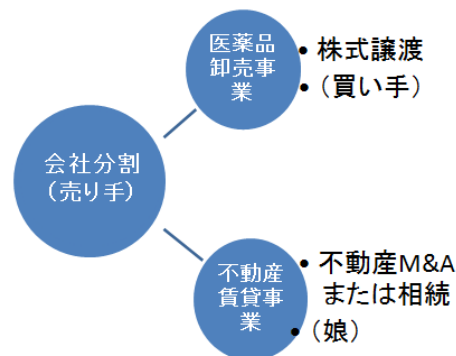 会社分割
（売り手）
医薬品
卸売事
業
• 株式譲渡
• （買い手）
不動産
賃貸事
業
• 不動産M&A
または相続
• （娘）